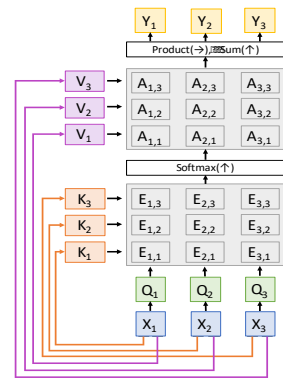 Y1 Y2 Y3
Product(→), Sum(↑)
V3 A1,3 A2,3 A3,3
V2 A1,2 A2,2 A3,2
V1 A1,1 A2,1 A3,1
Softmax(↑)
K3 E1,3 E2,3 E3,3
K2 E1,2 E2,2 E3,2
K1 E1,1 E2,1 E3,1
Q1 Q2 Q3
X1 X2 X3